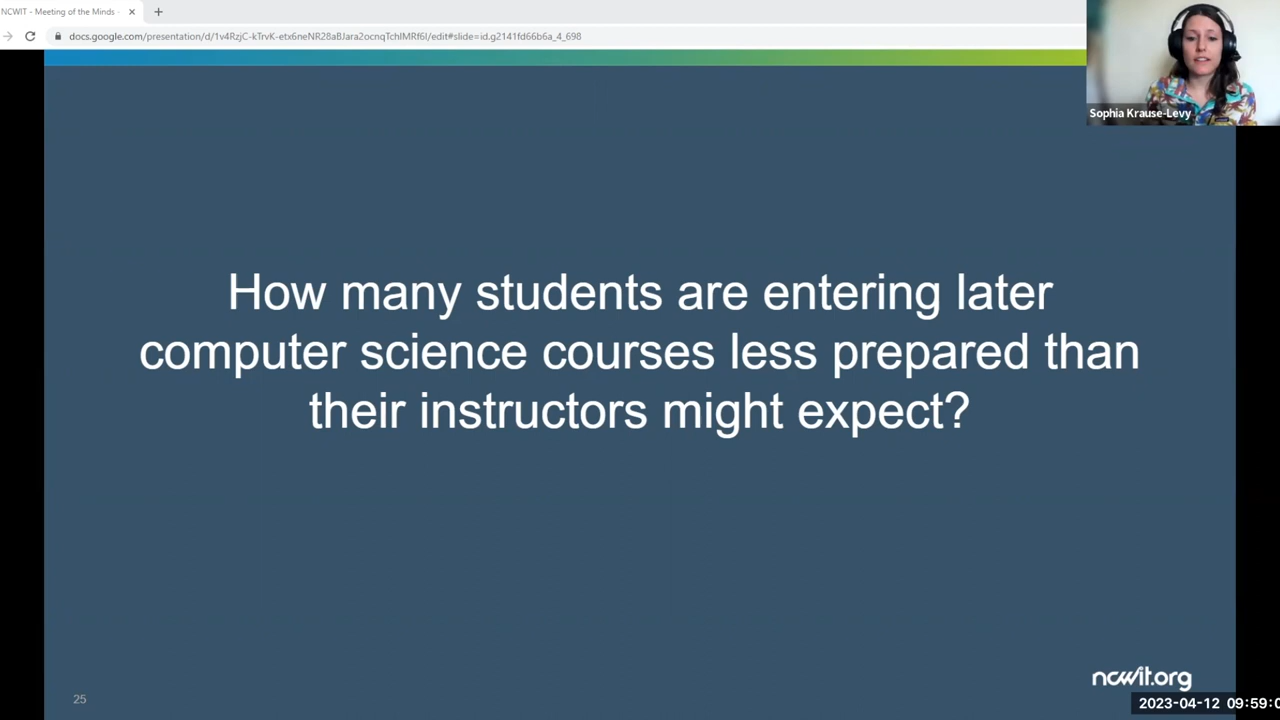 NCWIT - Meeting of the Minds -
docs.google.com/presentation/d/1v4RzjC-kTrvK-etx6neNR28aBJara2ocnqTchIMRf6I/edit#slide=id.g2141fd66b6a_4_698
Sophia Krause-Levy
How many students are entering later
computer science courses less prepared than
their instructors might expect?
25
ncwit.org
2023-04-12 09:59:0